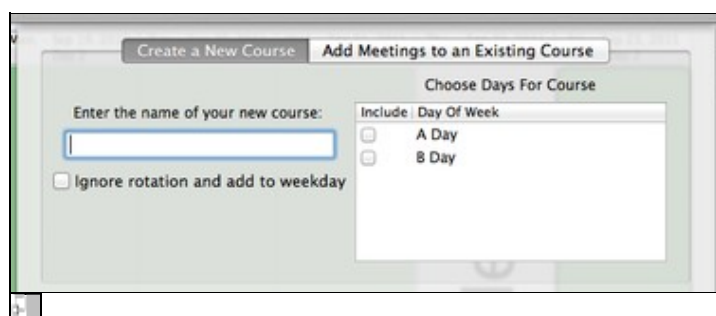 Create a New Course Add Meetings to an Existing Course
Choose Days For Course
Enter the name of your new course:
Include Day Of Week
A Day
B Day
Ignore rotation and add to weekday